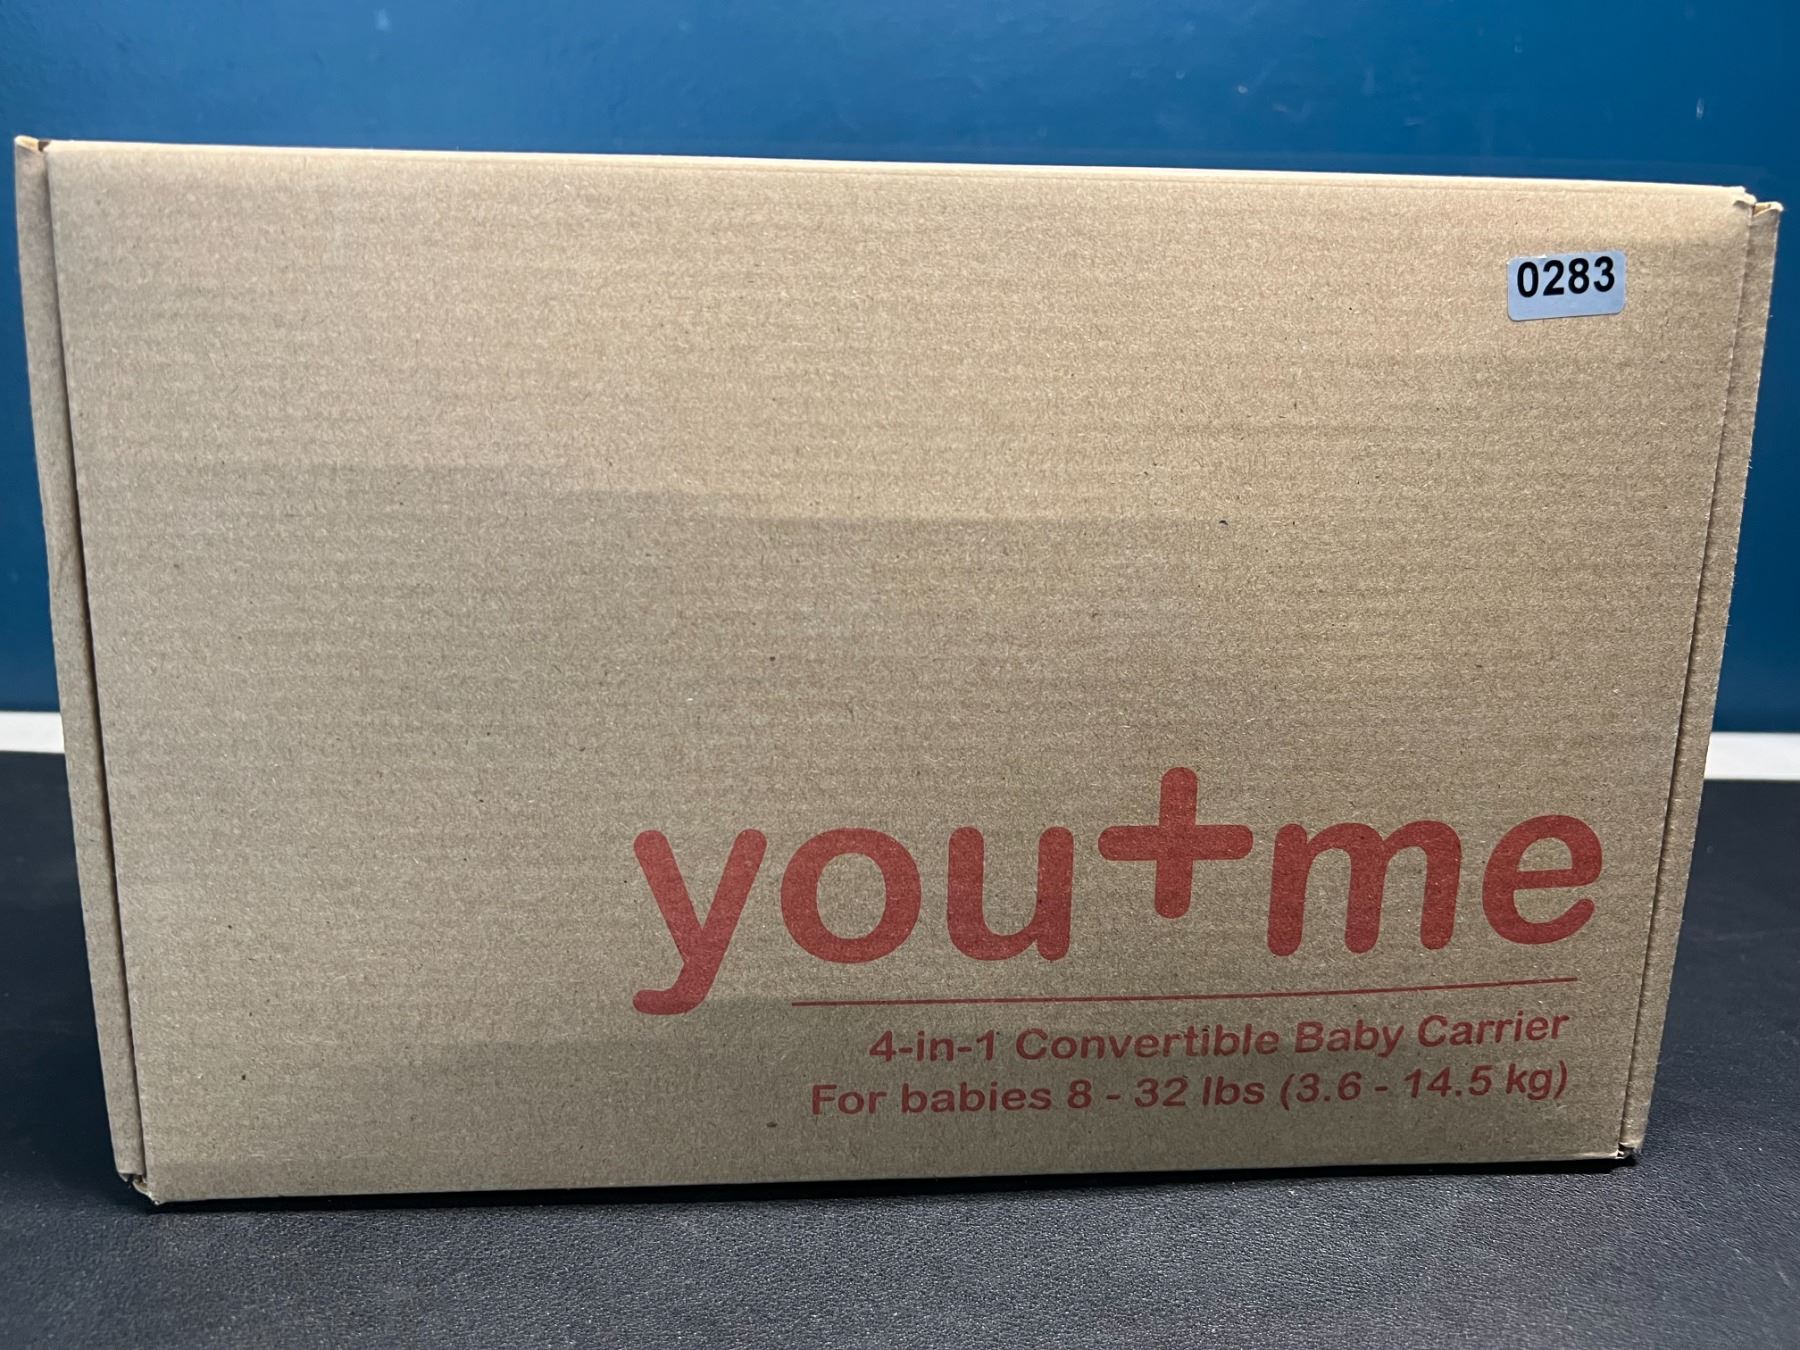 0283
you+me
4-in-1 Convertible Baby Carrier
For babies 8 - 32 lbs (3.6 - 14.5 kg)